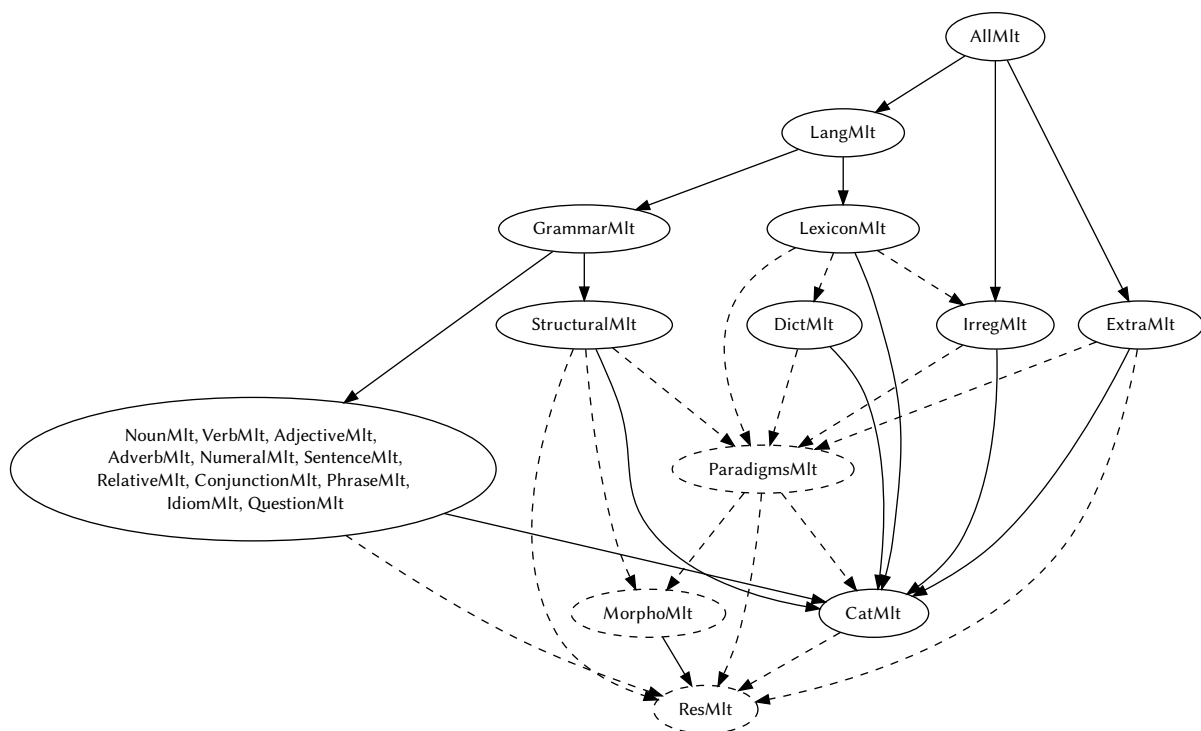 AllMlt
LangMlt
GrammarMlt
LexiconMlt
StructuralMlt
DictMlt
IrregMlt
ExtraMlt
NounMlt, VerbMlt, AdjectiveMlt,
AdverbMlt, NumeralMlt, SentenceMlt,
RelativeMlt, ConjunctionMlt, PhraseMlt,
IdiomMlt, QuestionMlt
ParadigmsMlt
MorphoMlt
CatMlt
ResMlt